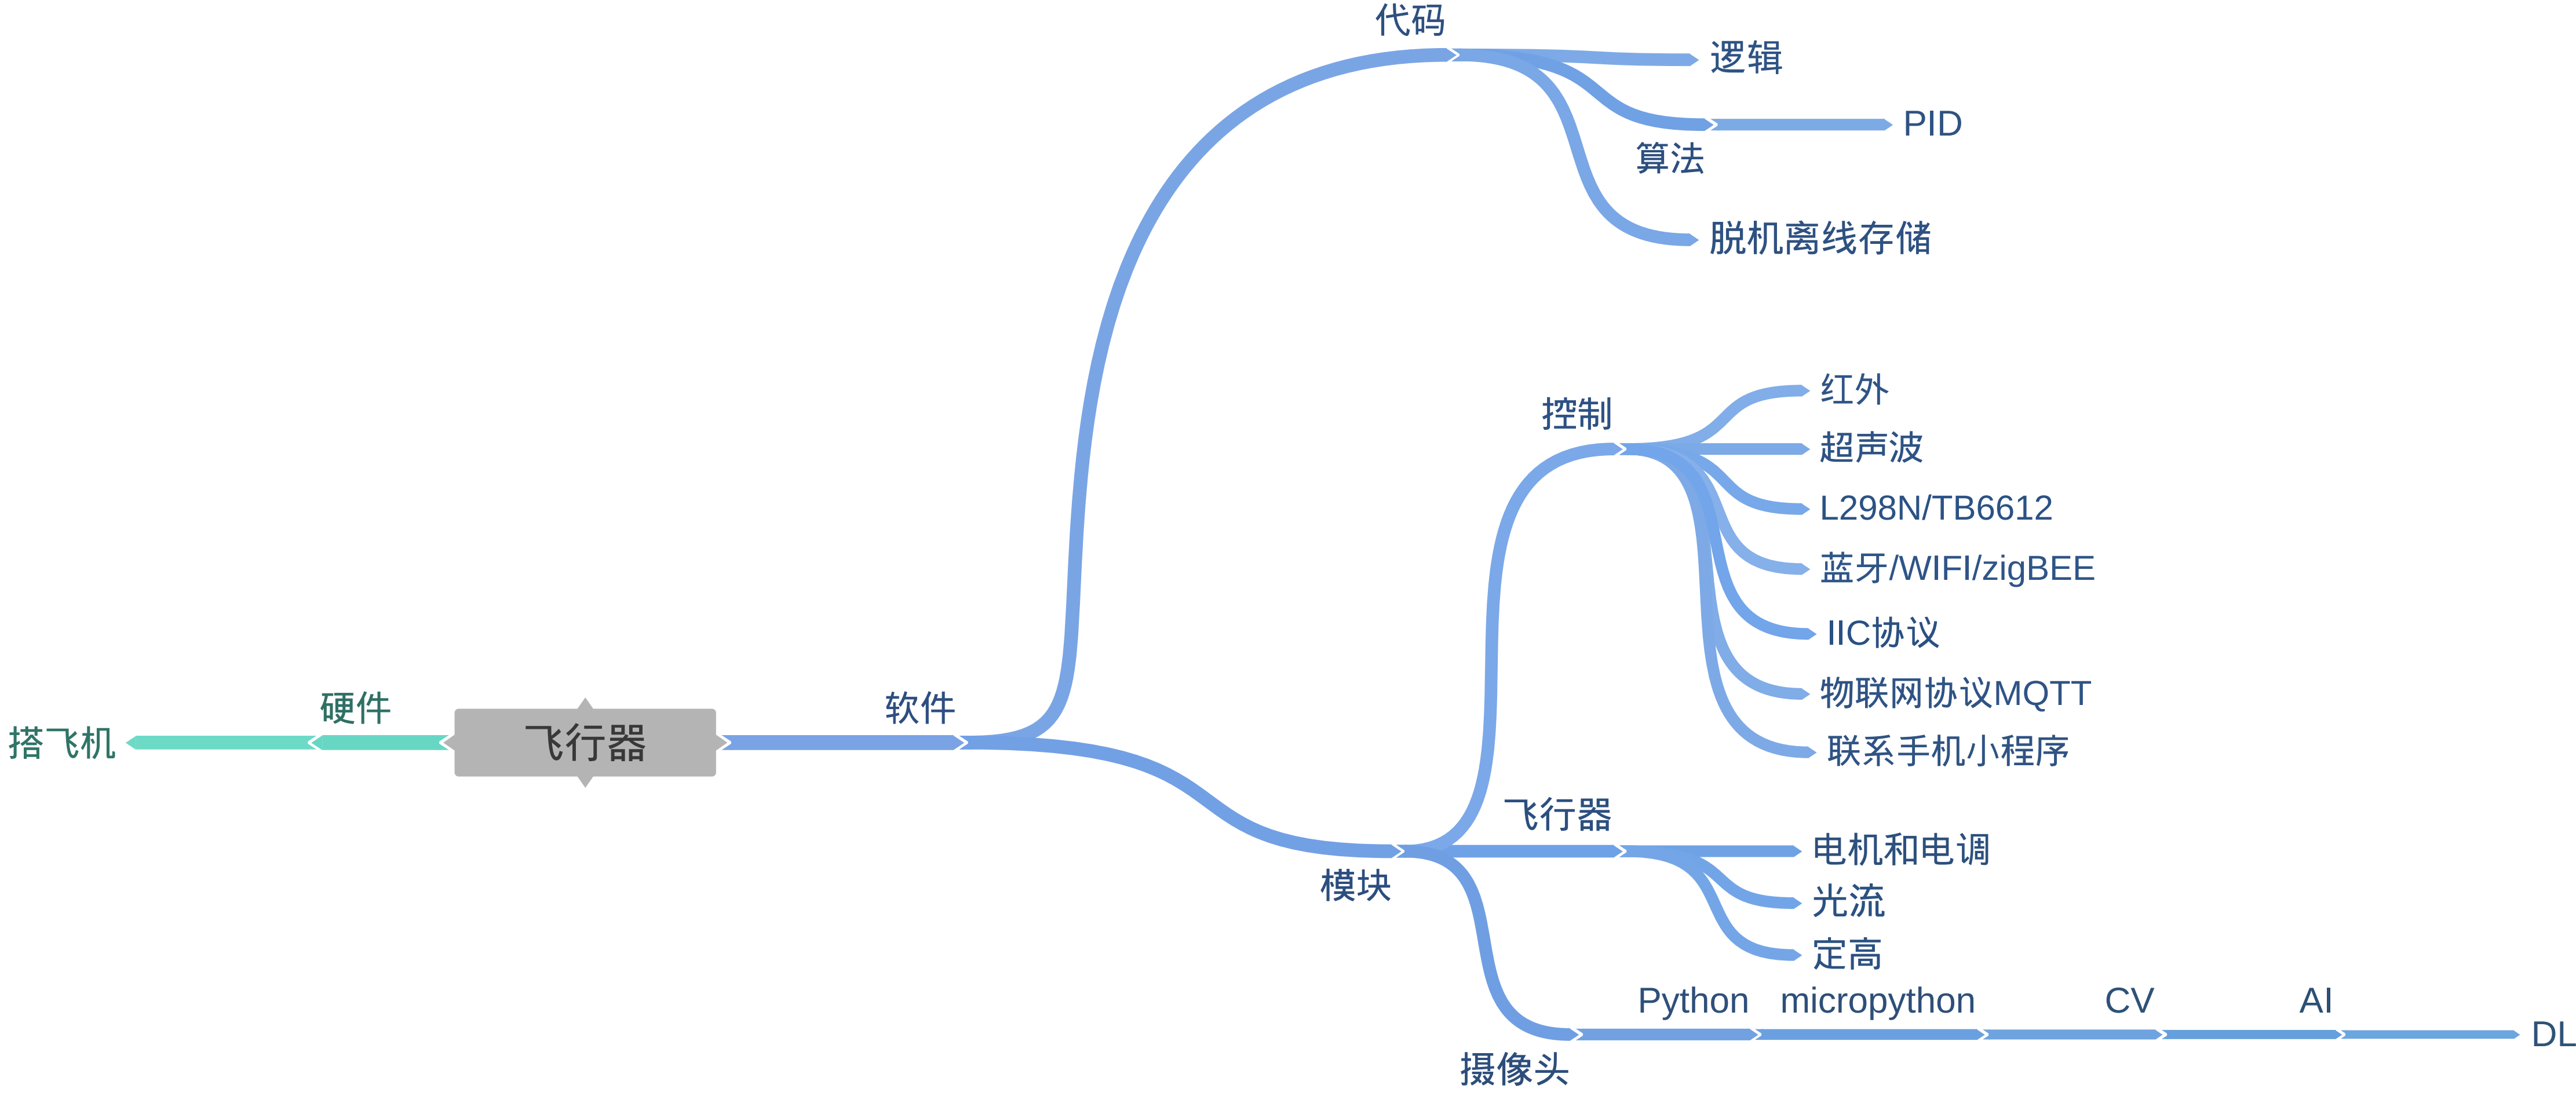 代码
逻辑
PID
算法
脱机离线存储
红外
控制
超声波
L298N/TB6612
蓝牙/WIFI/zigBEE
IIC协议
物联网协议MQTT
联系手机小程序
软件
硬件
搭飞机
飞行器
飞行器
电机和电调
模块
光流
定高
Python
micropython
CV
AI
DL
摄像头